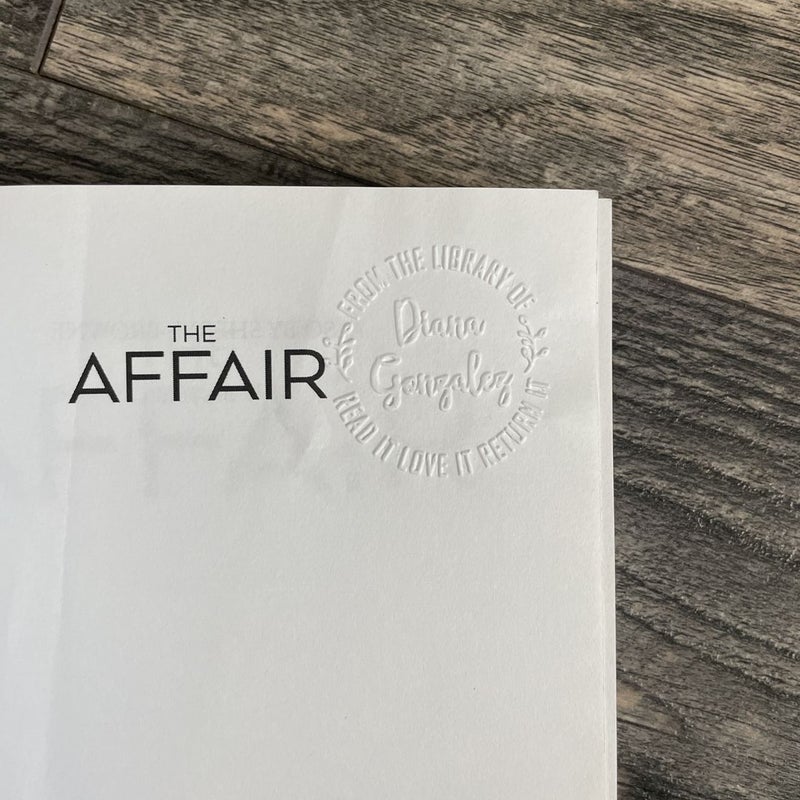 THE
AFFAIR
FROM THE LIBRARY OF
Diana
Gonzalez
READ IT LOVE IT RETURN IT